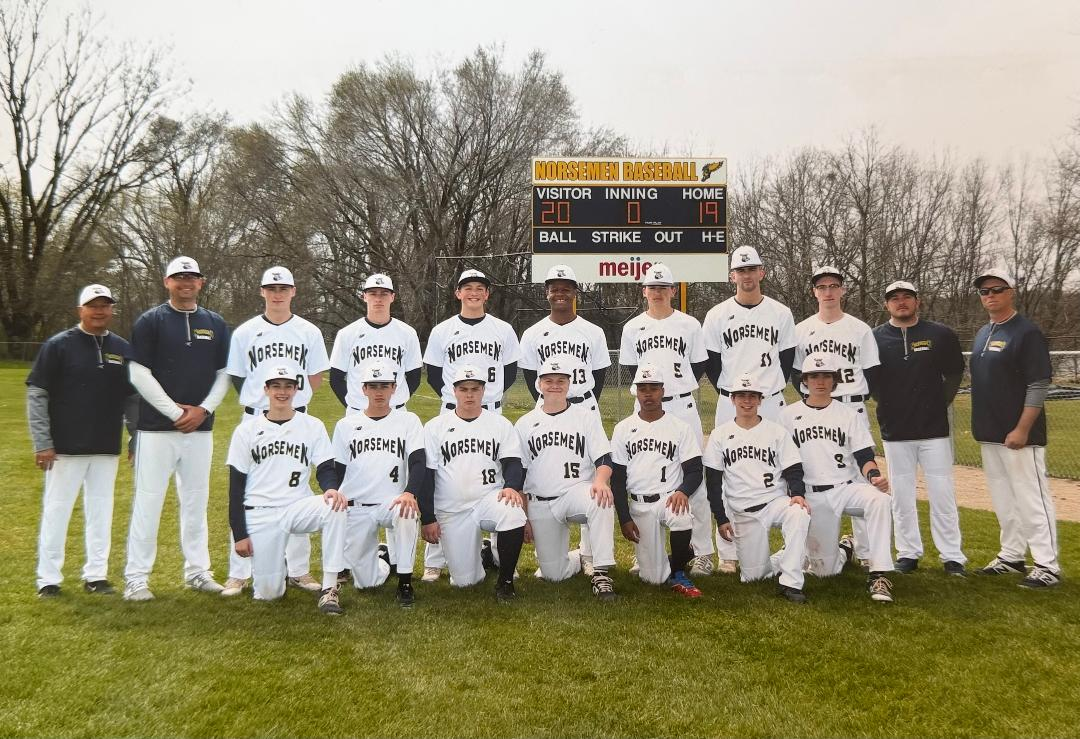 NORSEMEN BASEBALL
VISITOR INNING HOME
20 0 19
BALL STRIKE OUT H-E
meijer
NORSEMEN
NORSEMEN
NORSEMEN
6
NORSEMEN
13
NORSEMEN
5
NORSEMEN
11
NORSEMEN
12
NORSEMEN
8
NORSEMEN
4
NORSEMEN
18
NORSEMEN
15
NORSEMEN
1
NORSEMEN
2
NORSEMEN
9